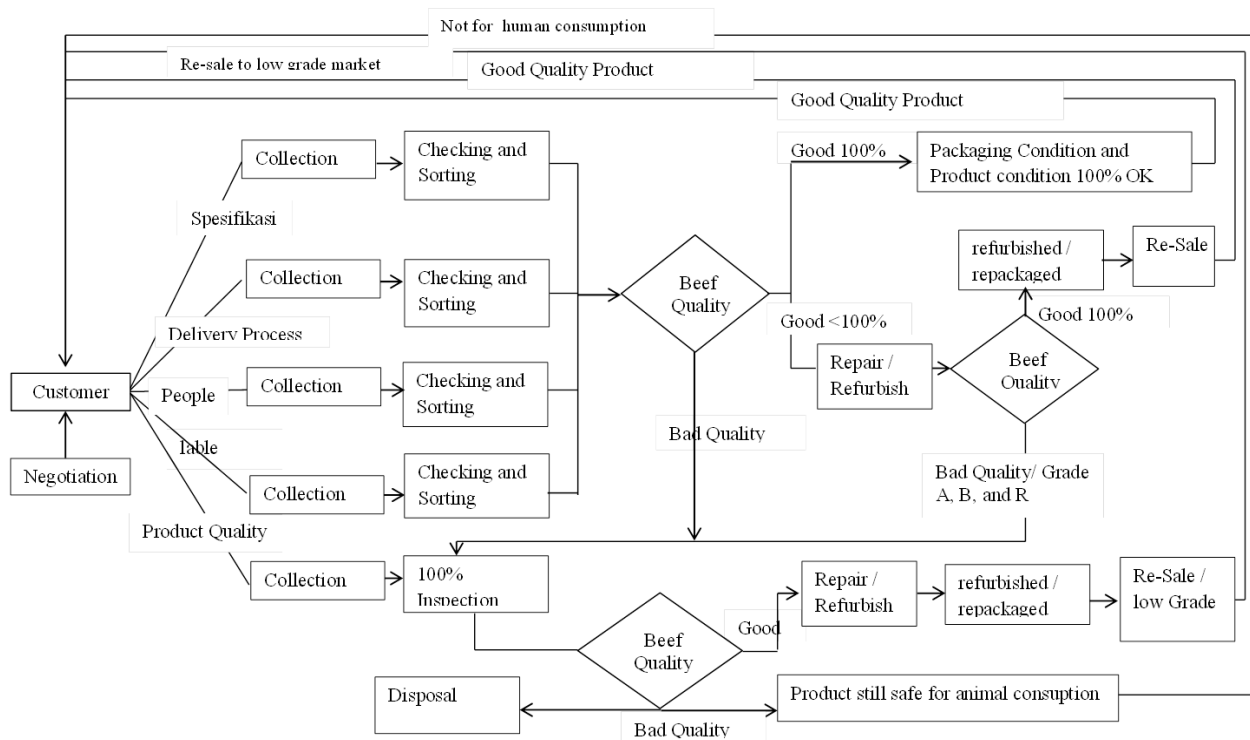 Not for human consumption
Re-sale to low grade market
Good Quality Product
Good Quality Product
Collection
Checking and
Sorting
Good 100%
Packaging Condition and
Product condition 100% OK
Spesifikasi
Collection
Checking and
Sorting
Beef
Quality
refurbished /
repackaged
Re-Sale
Good <100%
Good 100%
Delivery Process
Customer
People
Collection
Checking and
Sorting
Repair /
Refurbish
Beef
Quality
Table
Bad Quality
Negotiation
Collection
Checking and
Sorting
Bad Quality/ Grade
A, B, and R
Product Quality
Collection
100%
Inspection
Beef
Quality
Good
Repair /
Refurbish
refurbished /
repackaged
Re-Sale /
low Grade
Disposal
Bad Quality
Product still safe for animal consuption